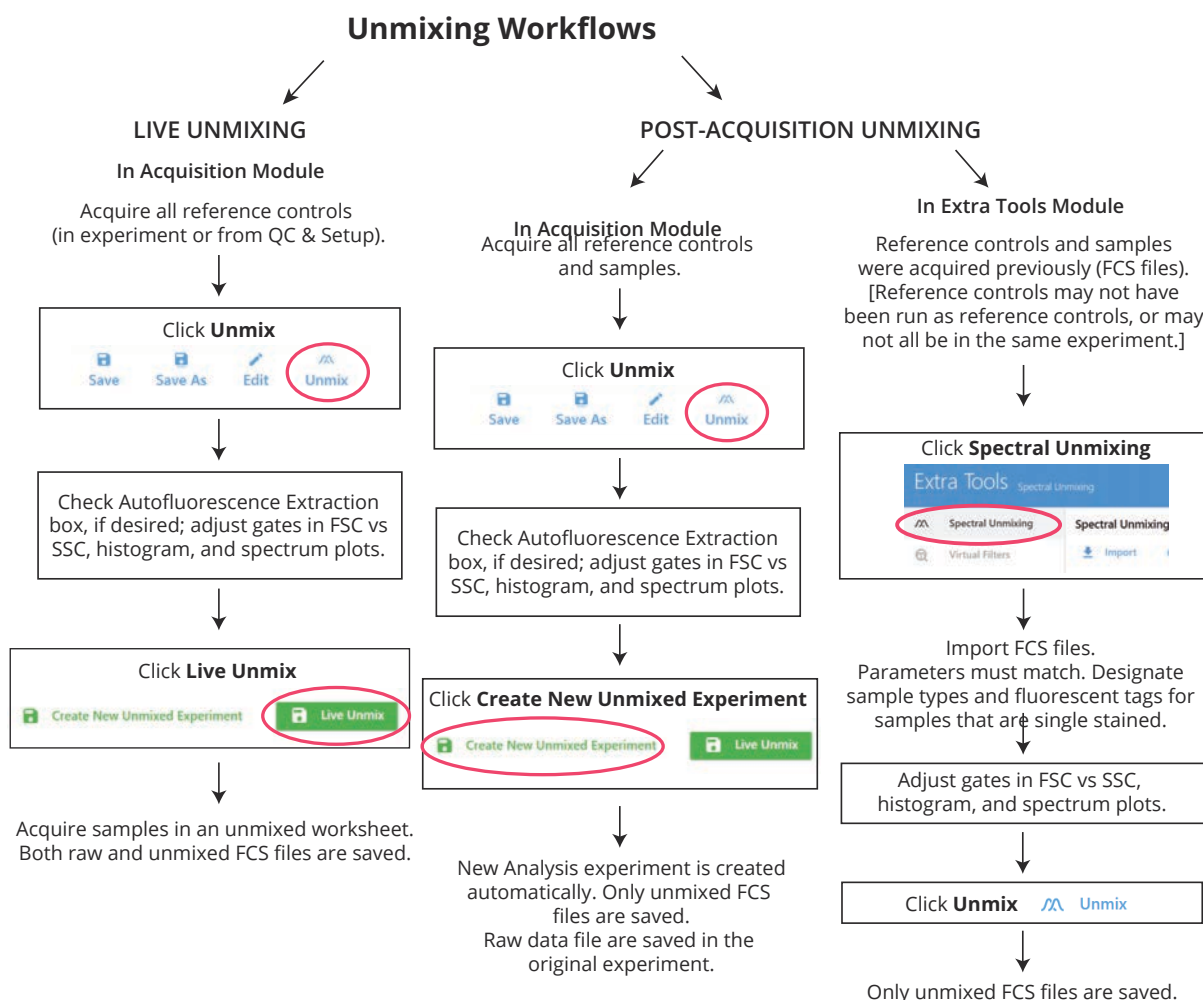 Unmixing Workflows
LIVE UNMIXING
In Acquisition Module
Acquire all reference controls
(in experiment or from QC & Setup).
Click Unmix
Save Save As Edit Unmix
Check Autofluorescence Extraction
box, if desired; adjust gates in FSC vs
SSC, histogram, and spectrum plots.
Click Live Unmix
Create New Unmixed Experiment Live Unmix
Acquire samples in an unmixed worksheet.
Both raw and unmixed FCS files are saved.
POST-ACQUISITION UNMIXING
In Acquisition Module
Acquire all reference controls
and samples.
Click Unmix
Save Save As Edit Unmix
Check Autofluorescence Extraction
box, if desired; adjust gates in FSC vs
SSC, histogram, and spectrum plots.
Click Create New Unmixed Experiment
Create New Unmixed Experiment Live Unmix
New Analysis experiment is created
automatically. Only unmixed FCS
files are saved.
Raw data file are saved in the
original experiment.
In Extra Tools Module
Reference controls and samples
were acquired previously (FCS files).
[Reference controls may not have
been run as reference controls, or may
not all be in the same experiment.]
Click Spectral Unmixing
Extra Tools Spectral Unmixing
Spectral Unmixing Spectral Unmixing
Virtual Filters Import
Import FCS files.
Parameters must match. Designate
sample types and fluorescent tags for
samples that are single stained.
Adjust gates in FSC vs SSC,
histogram, and spectrum plots.
Click Unmix Unmix
Only unmixed FCS files are saved.